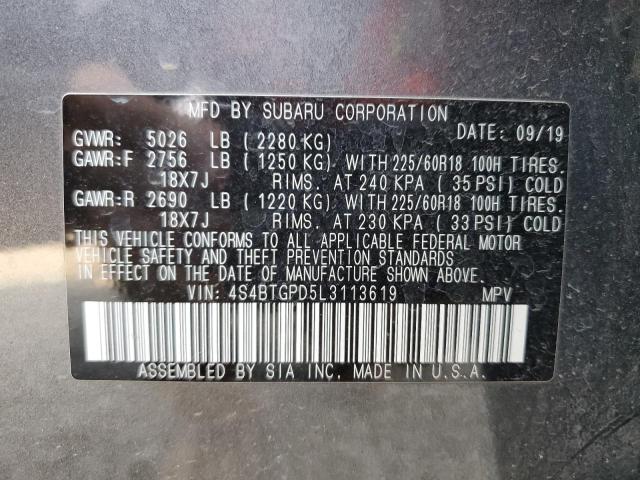 MFD BY SUBARU CORPORATION
GVWR: 5026 LB (2280 KG) DATE: 09/19
GAWR:F 2756 LB (1250 KG) WITH 225/60R18 100H TIRES.
18X7J RIMS. AT 240 KPA (35 PSI) COLD
GAWR:R 2690 LB (1220 KG) WITH 225/60R18 100H TIRES.
18X7J RIMS. AT 230 KPA (33 PSI) COLD
THIS VEHICLE CONFORMS TO ALL APPLICABLE FEDERAL MOTOR
VEHICLE SAFETY AND THEFT PREVENTION STANDARDS
IN EFFECT ON THE DATE OF MANUFACTURE SHOWN ABOVE.
VIN: 4S4BTGPD5L3113619 MPV
ASSEMBLED BY SIA INC. MADE IN U.S.A.